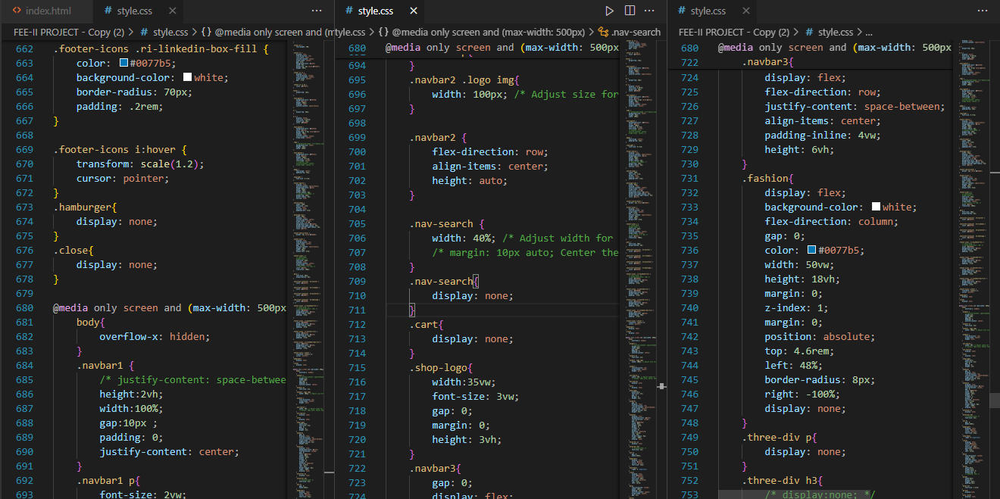 index.html
# style.css
FEE-II PROJECT - Copy (2) > # style.css > {} @media only screen and (m
662 .footer-icons .ri-linkedin-box-fill {
663 color: #0077b5;
664 background-color: white;
665 border-radius: 70px;
666 padding: .2rem;
667 }
668
669 .footer-icons i:hover {
670 transform: scale(1.2);
671 cursor: pointer;
672 }
673 .hamburger{
674 display: none;
675 }
676 .close{
677 display: none;
678 }
679
680 @media only screen and (max-width: 500px
681 body{
682 overflow-x: hidden;
683 }
684 .navbar1 {
685 /* justify-content: space-betwee
686 height:2vh;
687 width:100%;
688 gap:10px ;
689 padding: 0;
690 justify-content: center;
691 }
692 .navbar1 p{
693 font-size: 2vw;
# style.css
tyle.css > {} @media only screen and (max-width: 500px) > .nav-search
680 @media only screen and (max-width: 500px
694 }
695 .navbar2 .logo img{
696 width: 100px; /* Adjust size for
697 }
698
699 .navbar2 {
700 flex-direction: row;
701 align-items: center;
702 height: auto;
703 }
704
705 .nav-search {
706 width: 40%; /* Adjust width for
707 /* margin: 10px auto; Center the
708 }
709 .nav-search{
710 display: none;
711 }
712 .cart{
713 display: none;
714 }
715 .shop-logo{
716 width:35vw;
717 font-size: 3vw;
718 gap: 0;
719 margin: 0;
720 height: 3vh;
721 }
722 .navbar3{
723 gap: 0;
724 display: flex;
# style.css
FEE-II PROJECT - Copy (2) > # style.css > ...
680 @media only screen and (max-width: 500px
722 .navbar3{
724 display: flex;
725 flex-direction: row;
726 justify-content: space-between;
727 align-items: center;
728 padding-inline: 4vw;
729 height: 6vh;
730 }
731 .fashion{
732 display: flex;
733 background-color: white;
734 flex-direction: column;
735 gap: 0;
736 color: #0077b5;
737 width: 50vw;
738 height: 18vh;
739 margin: 0;
740 z-index: 1;
741 margin: 0;
742 position: absolute;
743 top: 4.6rem;
744 left: 48%;
745 border-radius: 8px;
746 right: -100%;
747 display: none;
748 }
749 .three-div p{
750 display: none;
751 }
752 .three-div h3{
753 /* display:none; */